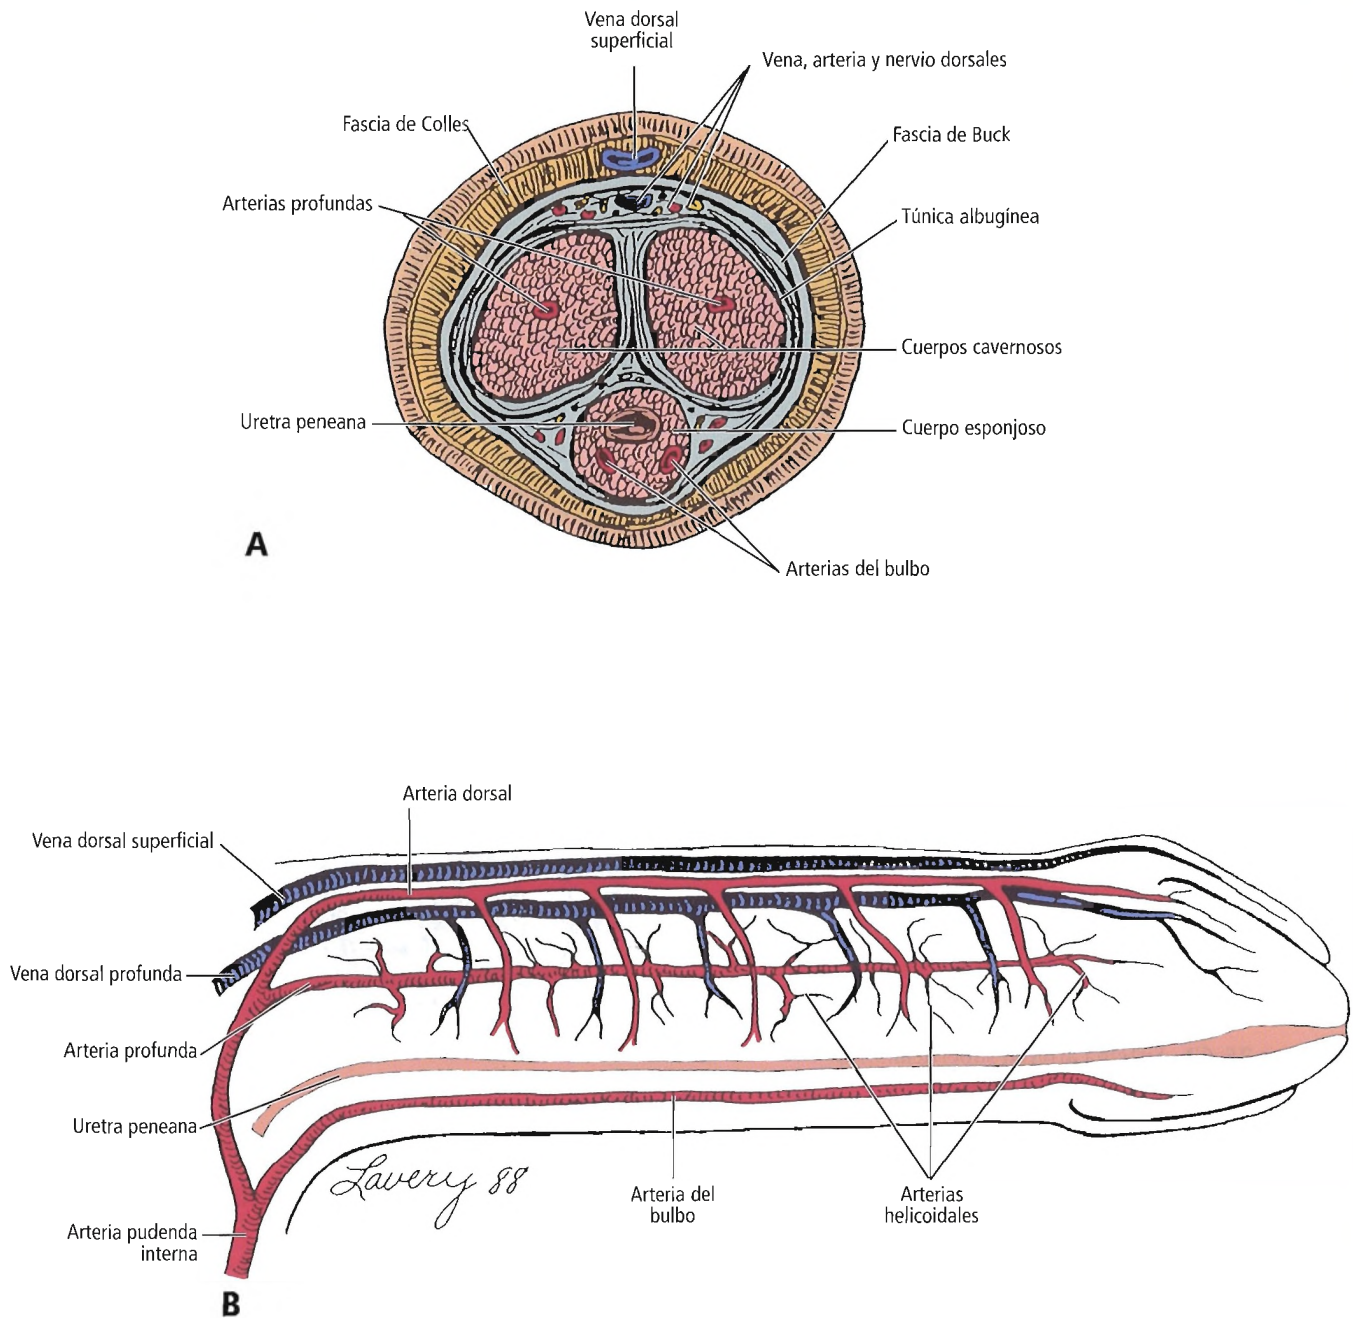 Vena dorsal
superficial
Vena, arteria y nervio dorsales
Fascia de Colles
Fascia de Buck
Arterias profundas
Túnica albugínea
Cuerpos cavernosos
Uretra peneana
Cuerpo esponjoso
A
Arterias del bulbo
Arteria dorsal
Vena dorsal superficial
Vena dorsal profunda
Arteria profunda
Uretra peneana
Lavery 88
Arteria del
bulbo
Arterias
helicoidales
Arteria pudenda
interna
B